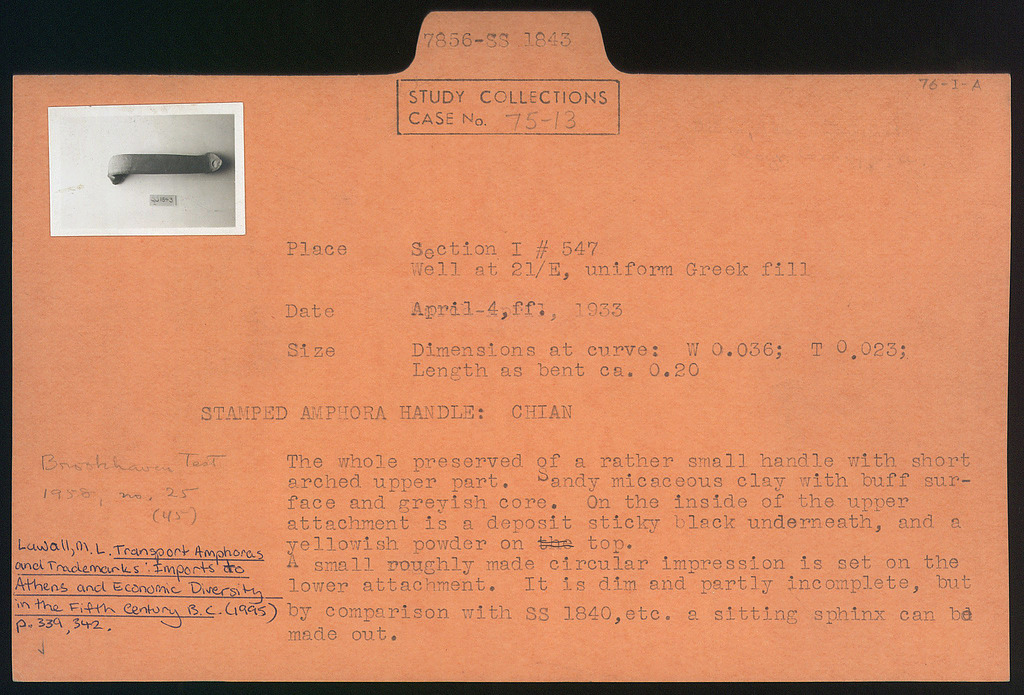 7856-SS 1843
76-I-A
STUDY COLLECTIONS
CASE No. 75-13
SS1843
Place Section I # 547
Well at 21/E, uniform Greek fill
Date April-4,ff., 1933
Size Dimensions at curve: W 0.036; T 0.023;
Length as bent ca. 0.20
STAMPED AMPHORA HANDLE: CHIAN
The whole preserved of a rather small handle with short
arched upper part. Sandy micaceous clay with buff sur-
face and greyish core. On the inside of the upper
attachment is a deposit sticky black underneath, and a
yellowish powder on the top.
A small roughly made circular impression is set on the
lower attachment. It is dim and partly incomplete, but
by comparison with SS 1840,etc. a sitting sphinx can be
made out.
Brookhaven Test
1958, no. 25
(45)
Lawall, M.L. Transport Amphoras
and Trademarks: Imports to
Athens and Economic Diversity
in the Fifth Century B.C. (1995)
p. 339, 342.